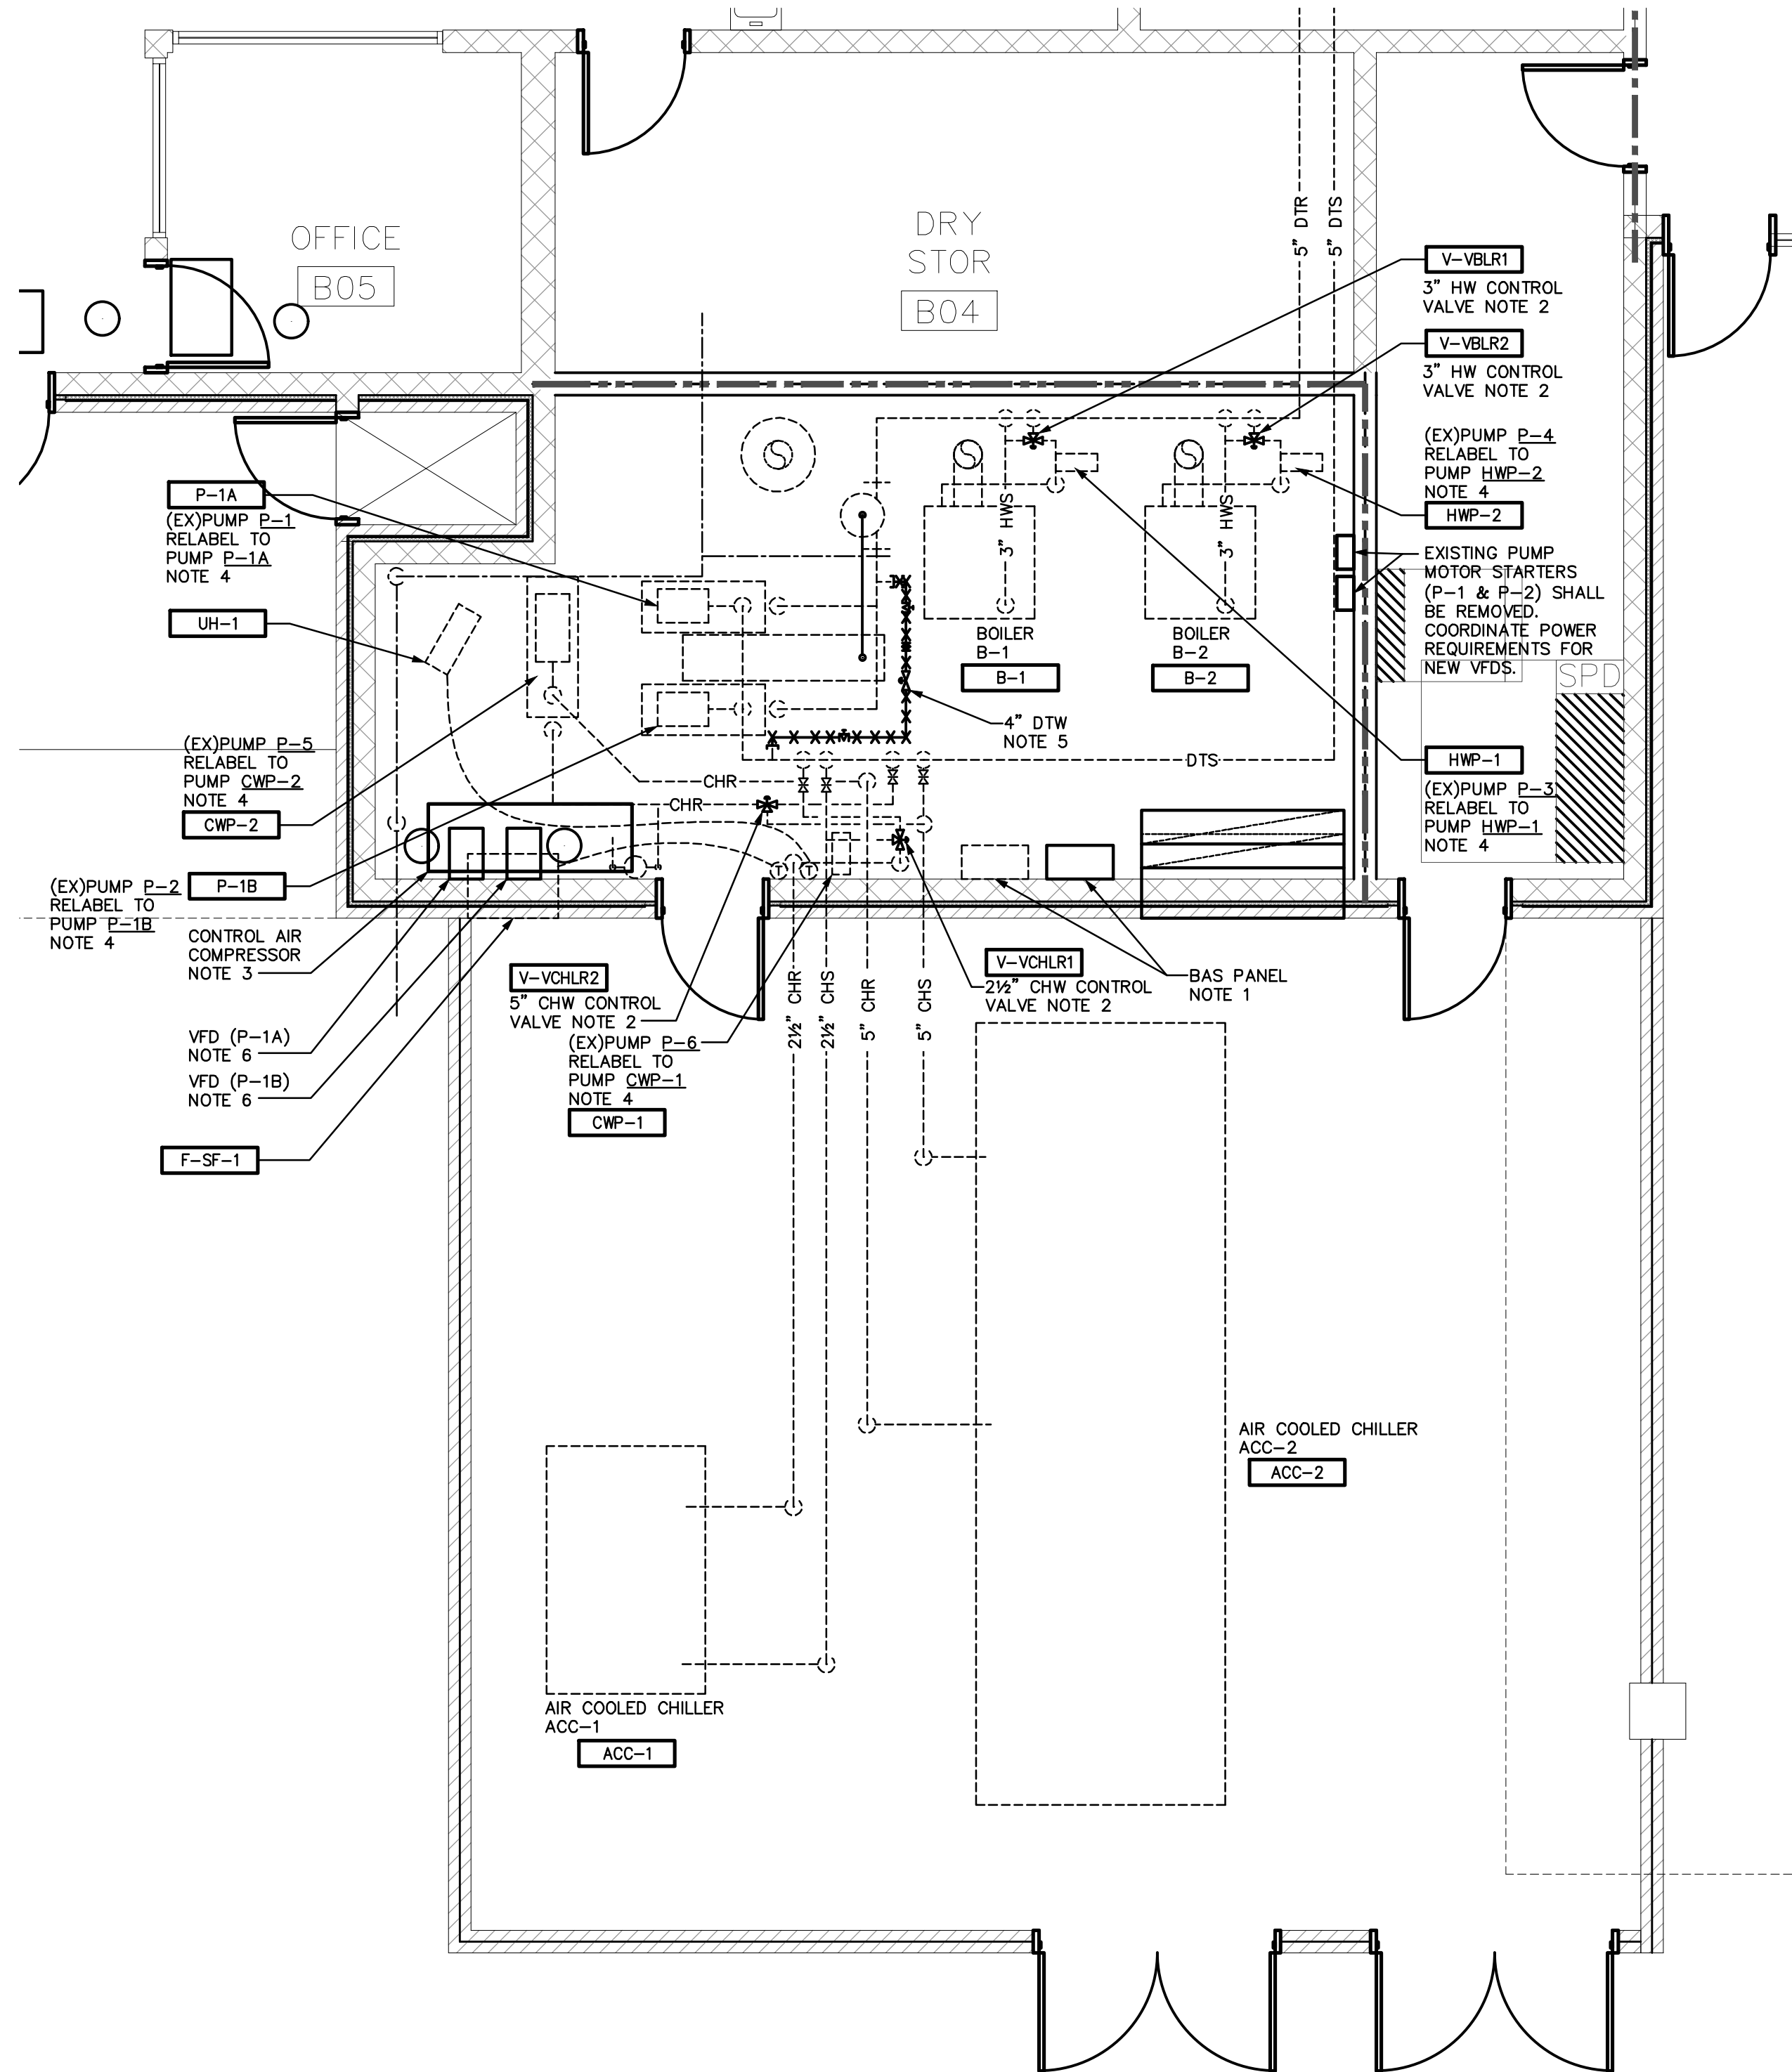 OFFICE
B05
DRY
STOR
B04
5" DTR
5" DTS
V-VBLR1
3" HW CONTROL
VALVE NOTE 2
V-VBLR2
3" HW CONTROL
VALVE NOTE 2
(EX)PUMP P-4
RELABEL TO
PUMP HWP-2
NOTE 4
HWP-2
EXISTING PUMP
MOTOR STARTERS
(P-1 & P-2) SHALL
BE REMOVED.
COORDINATE POWER
REQUIREMENTS FOR
NEW VFDS.
SPD
HWP-1
(EX)PUMP P-3
RELABEL TO
PUMP HWP-1
NOTE 4
P-1A
(EX)PUMP P-1
RELABEL TO
PUMP P-1A
NOTE 4
UH-1
3" HWS
3" HWS
BOILER
B-1
B-1
BOILER
B-2
B-2
4" DTW
NOTE 5
DTS
CHR
CHR
(EX)PUMP P-5
RELABEL TO
PUMP CWP-2
NOTE 4
CWP-2
T
T
P-1B
(EX)PUMP P-2
RELABEL TO
PUMP P-1B
NOTE 4
CONTROL AIR
COMPRESSOR
NOTE 3
V-VCHLR2
5" CHW CONTROL
VALVE NOTE 2
(EX)PUMP P-6
RELABEL TO
PUMP CWP-1
NOTE 4
CWP-1
2½" CHR
2½" CHS
5" CHR
5" CHS
V-VCHLR1
2½" CHW CONTROL
VALVE NOTE 2
BAS PANEL
NOTE 1
VFD (P-1A)
NOTE 6
VFD (P-1B)
NOTE 6
F-SF-1
AIR COOLED CHILLER
ACC-2
ACC-2
AIR COOLED CHILLER
ACC-1
ACC-1